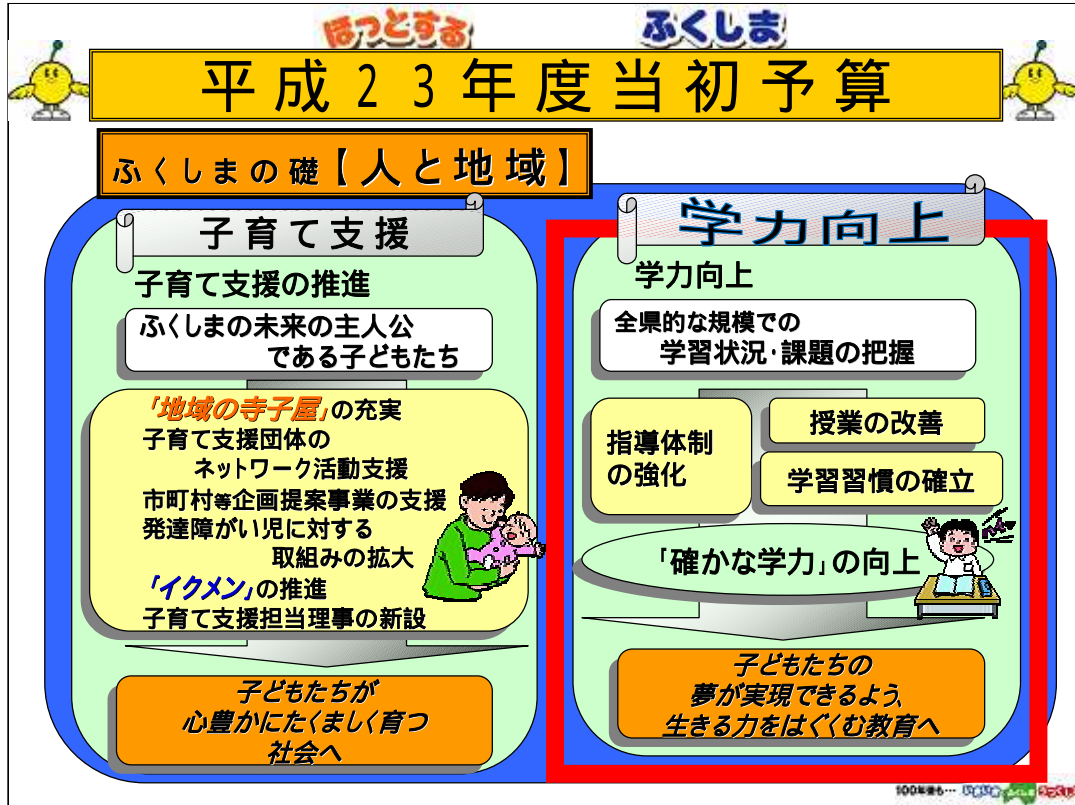 ほっとする ふくしま
平成23年度当初予算
ふくしまの礎【人と地域】
子育て支援
子育て支援の推進
ふくしまの未来の主人公
である子どもたち
「地域の寺子屋」の充実
子育て支援団体の
ネットワーク活動支援
市町村等企画提案事業の支援
発達障がい児に対する
取組みの拡大
「イクメン」の推進
子育て支援担当理事の新設
子どもたちが
心豊かにたくましく育つ
社会へ
学力向上
学力向上
全県的な規模での
学習状況・課題の把握
指導体制
の強化
授業の改善
学習習慣の確立
「確かな学力」の向上
子どもたちの
夢が実現できるよう、
生きる力をはぐくむ教育へ
100年後も… いきいき ふくしま